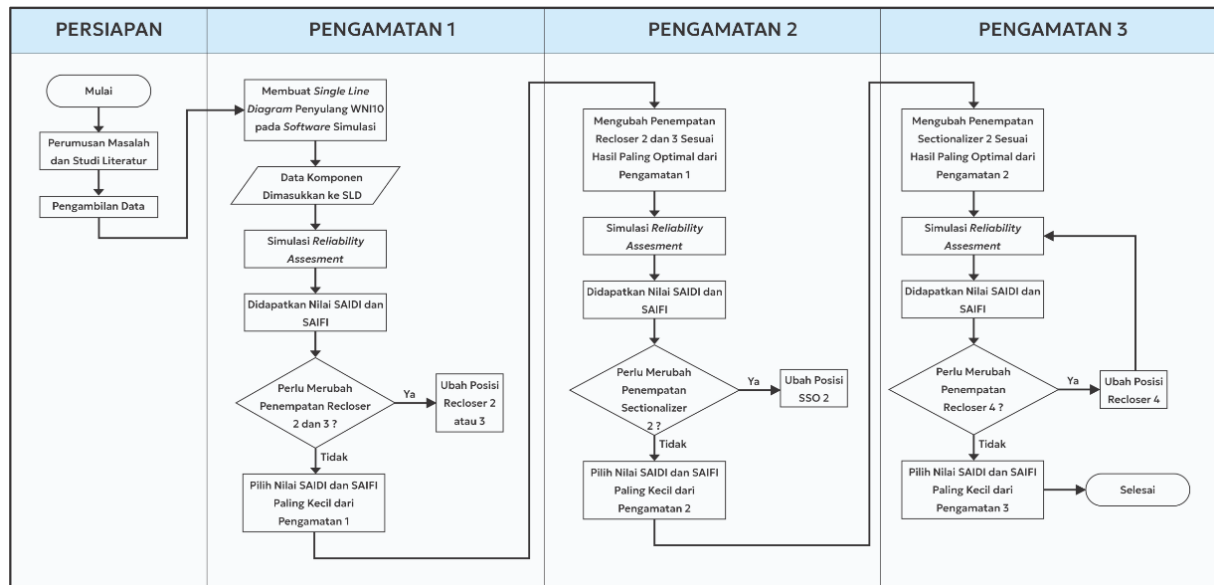 PERSIAPAN
Mulai
Perumusan Masalah
dan Studi Literatur
Pengambilan Data
PENGAMATAN 1
Membuat Single Line
Diagram Penyulang WNI10
pada Software Simulasi
Data Komponen
Dimasukkan ke SLD
Simulasi Reliability
Assesment
Didapatkan Nilai SAIDI dan
SAIFI
Perlu Merubah
Penempatan Recloser
2 dan 3 ?
Ya
Ubah Posisi
Recloser 2
atau 3
Tidak
Pilih Nilai SAIDI dan SAIFI
Paling Kecil dari
Pengamatan 1
PENGAMATAN 2
Mengubah Penempatan
Recloser 2 dan 3 Sesuai
Hasil Paling Optimal dari
Pengamatan 1
Simulasi Reliability
Assesment
Didapatkan Nilai SAIDI dan
SAIFI
Perlu Merubah
Penempatan
Sectionalizer
2 ?
Ya
Ubah Posisi
SSO 2
Tidak
Pilih Nilai SAIDI dan SAIFI
Paling Kecil dari
Pengamatan 2
PENGAMATAN 3
Mengubah Penempatan
Sectionalizer 2 Sesuai
Hasil Paling Optimal dari
Pengamatan 2
Simulasi Reliability
Assesment
Didapatkan Nilai SAIDI dan
SAIFI
Perlu Merubah
Penempatan
Recloser 4 ?
Ya
Ubah Posisi
Recloser 4
Tidak
Pilih Nilai SAIDI dan SAIFI
Paling Kecil dari
Pengamatan 3
Selesai